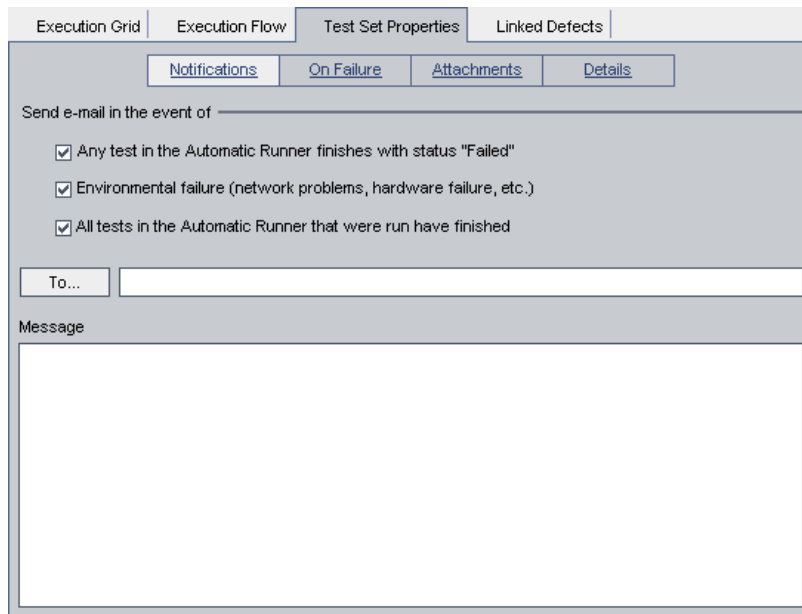 Execution Grid Execution Flow Test Set Properties Linked Defects
Notifications On Failure Attachments Details
Send e-mail in the event of
Any test in the Automatic Runner finishes with status "Failed"
Environmental failure (network problems, hardware failure, etc.)
All tests in the Automatic Runner that were run have finished
To...
Message